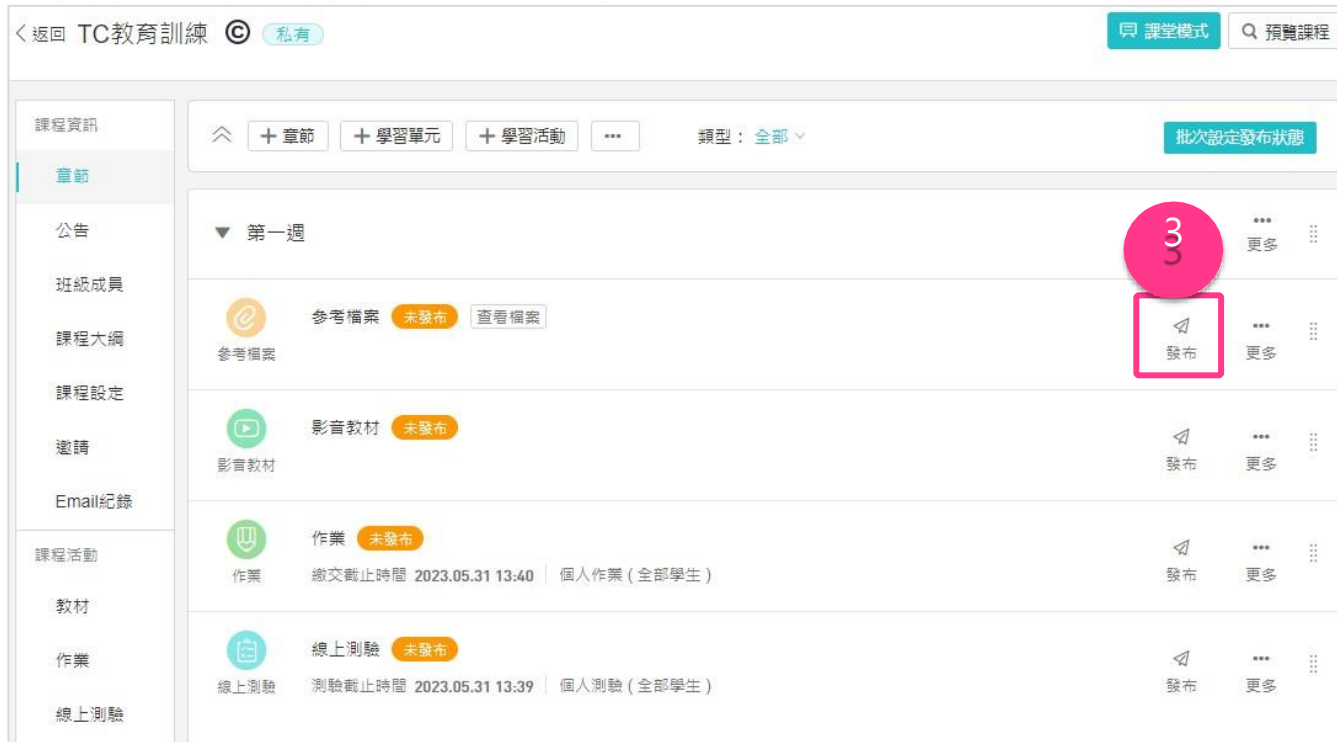 返回 TC教育訓練 © 私有 課堂模式 預覽課程
課程資訊
章節
公告
班級成員
課程大綱
課程設定
邀請
Email紀錄
課程活動
教材
作業
線上測驗
+ 章節 + 學習單元 + 學習活動 ... 類型： 全部 批次設定發布狀態
第一週 3 更多
參考檔案 未發布 查看檔案
參考檔案 發布 更多
影音教材 未發布
影音教材 發布 更多
作業 未發布
作業 繳交截止時間 2023.05.31 13:40 個人作業 ( 全部學生 ) 發布 更多
線上測驗 未發布
線上測驗 測驗截止時間 2023.05.31 13:39 個人測驗 ( 全部學生 ) 發布 更多